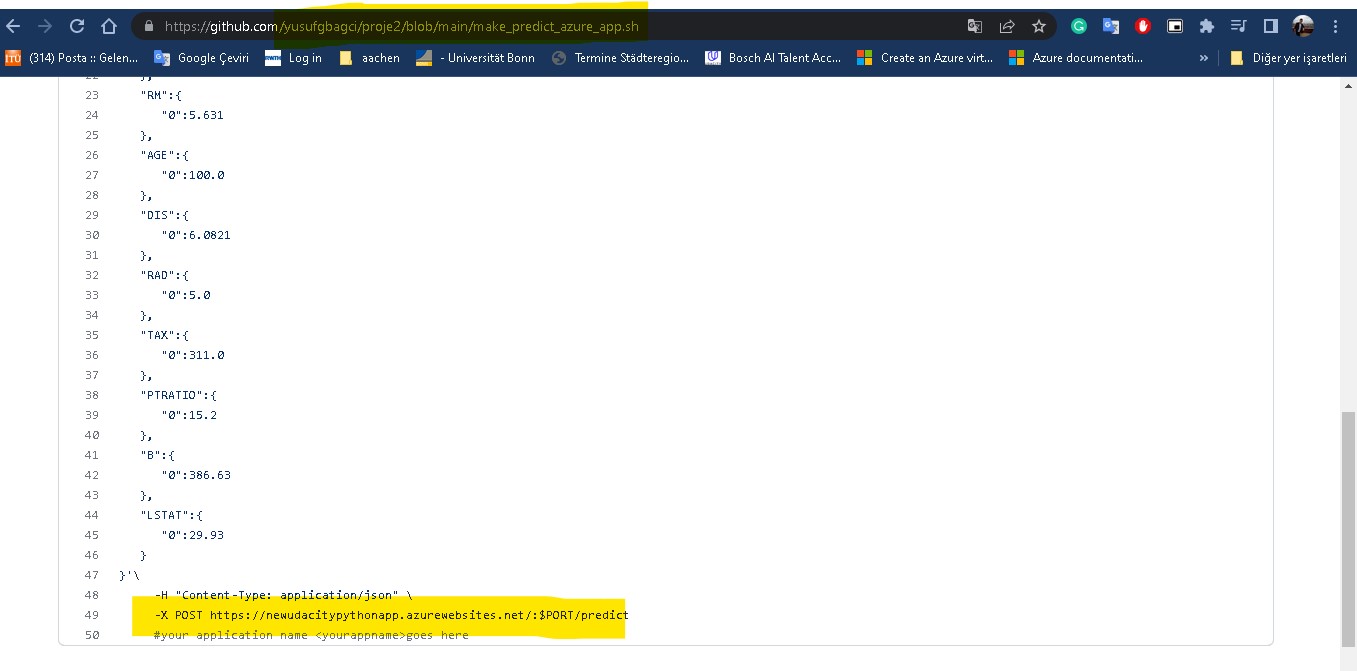 https://github.com/yusufgbagci/proje2/blob/main/make_predict_azure_app.sh
(314) Posta :: Gelen... Google Çeviri Log in aachen - Universität Bonn Termine Städteregio... Bosch AI Talent Acc... Create an Azure virt... Azure documentati... » Diğer yer işaretleri
22 },
23 "RM":{
24 "0":5.631
25 },
26 "AGE":{
27 "0":100.0
28 },
29 "DIS":{
30 "0":6.0821
31 },
32 "RAD":{
33 "0":5.0
34 },
35 "TAX":{
36 "0":311.0
37 },
38 "PTRATIO":{
39 "0":15.2
40 },
41 "B":{
42 "0":386.63
43 },
44 "LSTAT":{
45 "0":29.93
46 }
47 }'\
48 -H "Content-Type: application/json" \
49 -X POST https://newudacitypythonapp.azurewebsites.net/:$PORT/predict
50 #your application name <yourappname>goes here